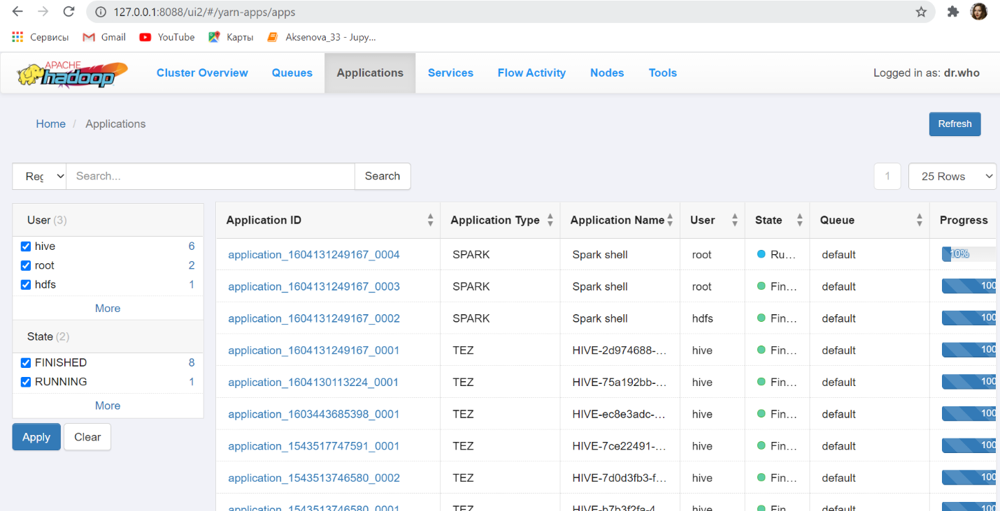 127.0.0.1:8088/ui2/#/yarn-apps/apps
Сервисы Gmail YouTube Карты Aksenova_33 - Jupy...
APACHE hadoop Cluster Overview Queues Applications Services Flow Activity Nodes Tools Logged in as: dr.who
Home / Applications Refresh
Reg Search... Search 1 25 Rows
User (3)
hive 6
root 2
hdfs 1
More
State (2)
FINISHED 8
RUNNING 1
More
Apply Clear
Application ID Application Type Application Name User State Queue Progress
application_1604131249167_0004 SPARK Spark shell root Ru... default 10%
application_1604131249167_0003 SPARK Spark shell root Fin... default 100
application_1604131249167_0002 SPARK Spark shell hdfs Fin... default 100
application_1604131249167_0001 TEZ HIVE-2d974688-... hive Fin... default 100
application_1604130113224_0001 TEZ HIVE-75a192bb-... hive Fin... default 100
application_1603443685398_0001 TEZ HIVE-ec8e3adc-... hive Fin... default 100
application_1543517747591_0001 TEZ HIVE-7ce22491-... hive Fin... default 100
application_1543513746580_0002 TEZ HIVE-7d0d3fb3-f... hive Fin... default 100
application_1543513746580_0001 TEZ HIVE-b7b3f2fa-4... hive Fin... default 100